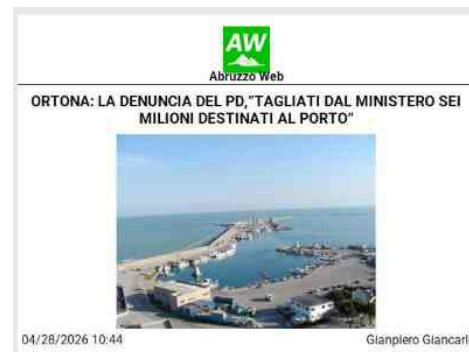 AW
Abruzzo Web
ORTONA: LA DENUNCIA DEL PD,"TAGLIATI DAL MINISTERO SEI
MILIONI DESTINATI AL PORTO"
04/28/2026 10:44
Gianpiero Giancarli